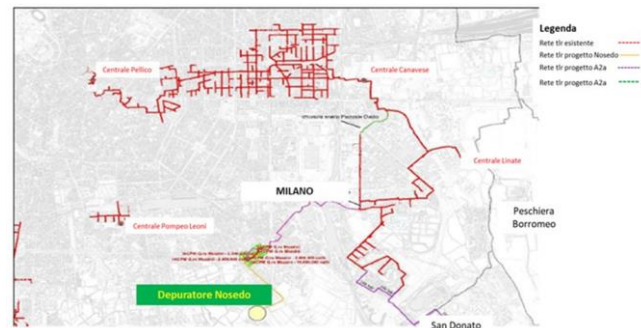 Legenda
Rete tlr esistente
Rete tlr progetto Nosedo
Rete tlr progetto A2a
Rete tlr progetto A2a
Centrale Pellico
Centrale Canavese
Centrale Linate
MILANO
Peschiera
Borromeo
Centrale Pompeo Leoni
Depuratore Nosedo
San Donato